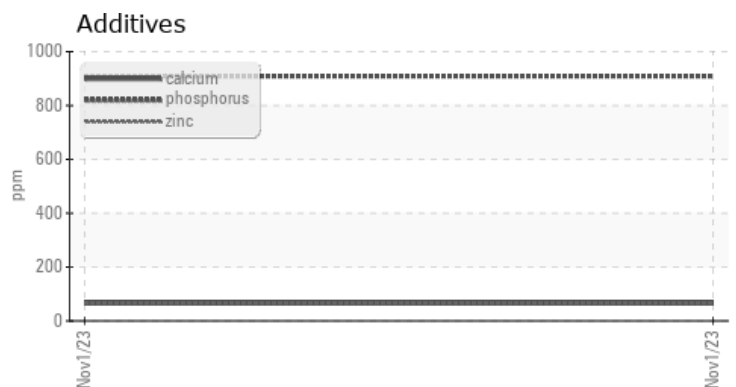 Additives
1000
calcium
phosphorus
zinc
800
600
400
200
0
ppm
Nov1/23
Nov1/23